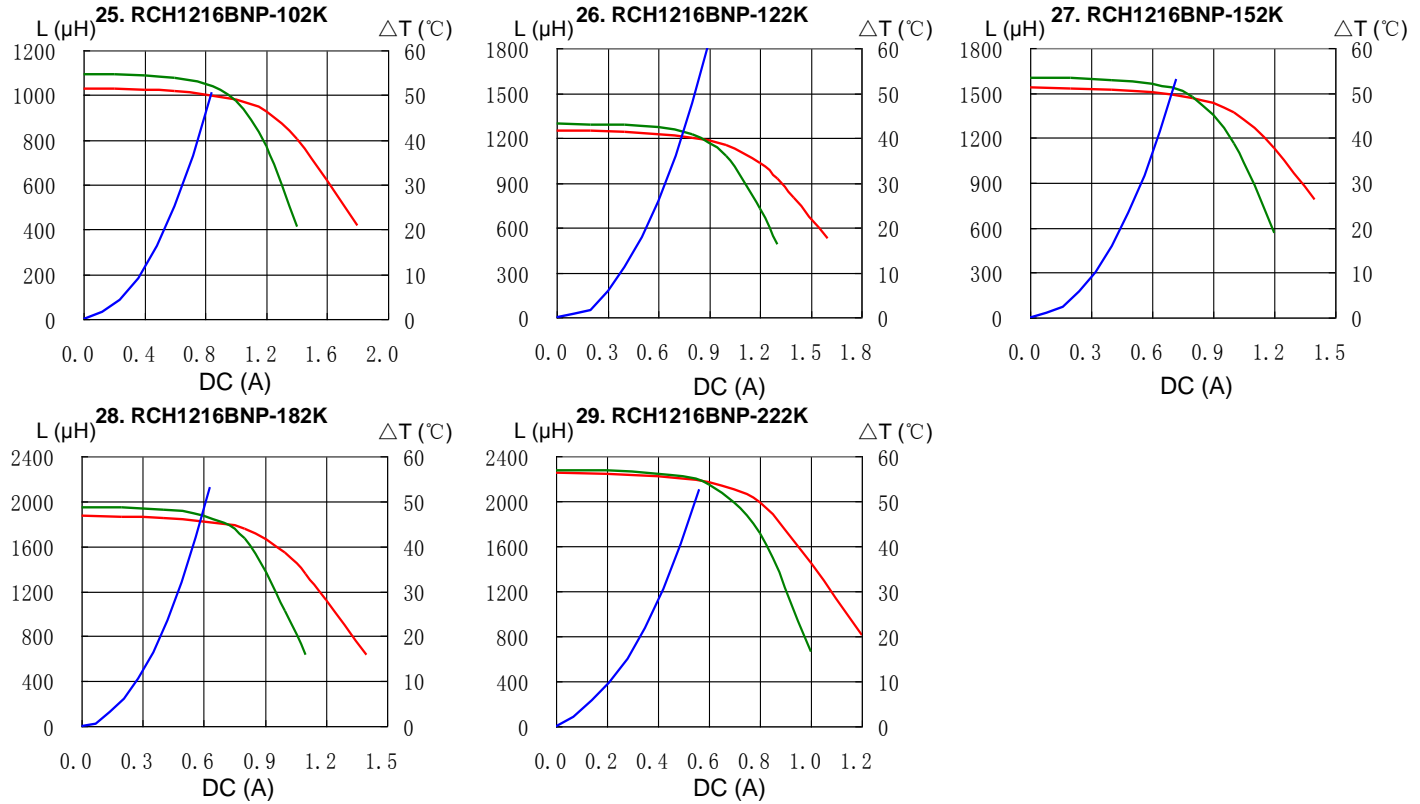 25. RCH1216BNP-102K
L (μH)
△T (℃)
1200
1000
800
600
400
200
0
60
50
40
30
20
10
0
0.0 0.4 0.8 1.2 1.6 2.0
DC (A)
26. RCH1216BNP-122K
L (μH)
△T (℃)
1800
1500
1200
900
600
300
0
60
50
40
30
20
10
0
0.0 0.3 0.6 0.9 1.2 1.5 1.8
DC (A)
27. RCH1216BNP-152K
L (μH)
△T (℃)
1800
1500
1200
900
600
300
0
60
50
40
30
20
10
0
0.0 0.3 0.6 0.9 1.2 1.5
DC (A)
28. RCH1216BNP-182K
L (μH)
△T (℃)
2400
2000
1600
1200
800
400
0
60
50
40
30
20
10
0
0.0 0.3 0.6 0.9 1.2 1.5
DC (A)
29. RCH1216BNP-222K
L (μH)
△T (℃)
2400
2000
1600
1200
800
400
0
60
50
40
30
20
10
0
0.0 0.2 0.4 0.6 0.8 1.0 1.2
DC (A)